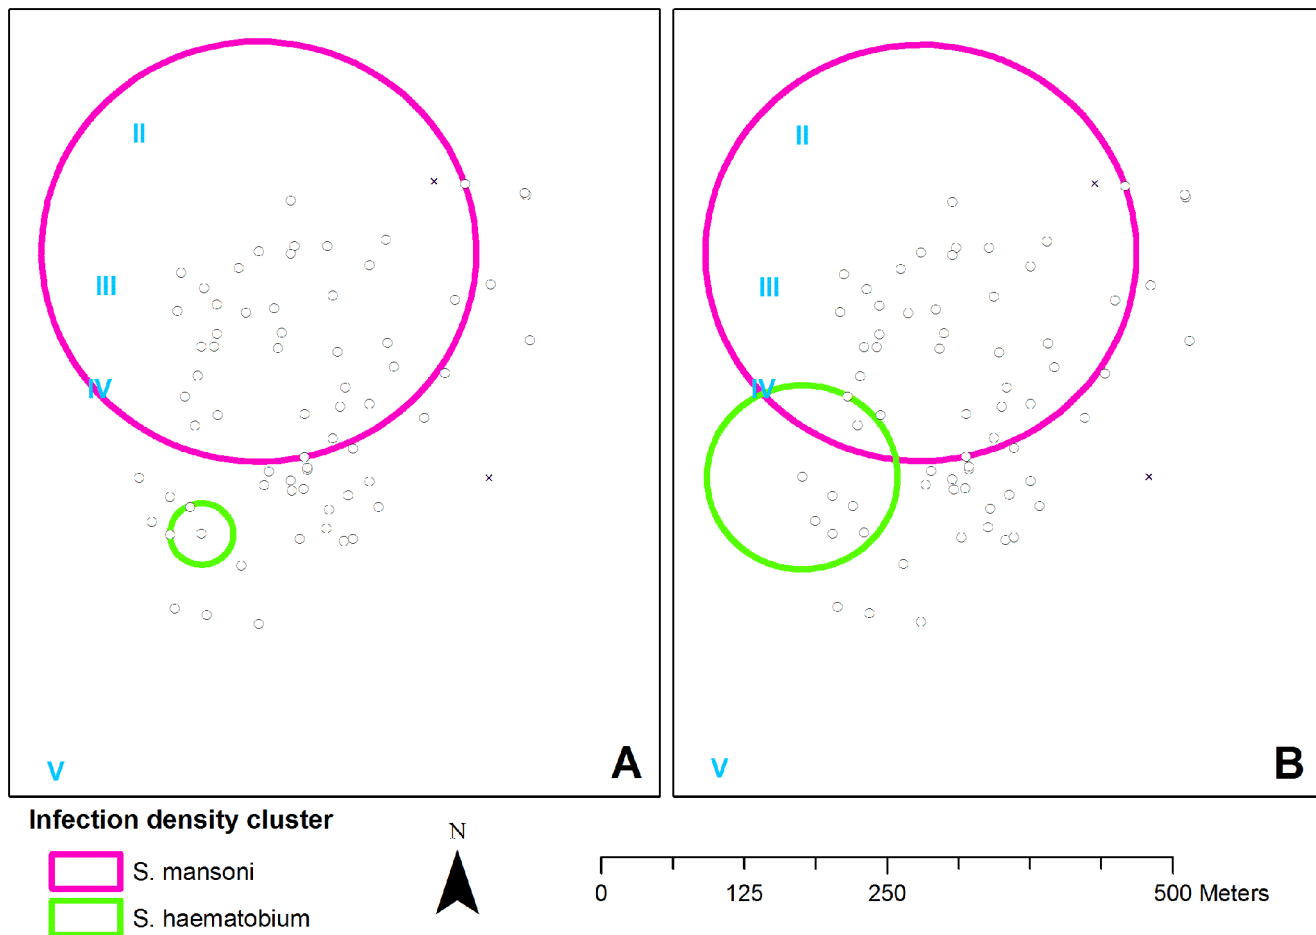 II
II
III
III
IV
IV
V
A
V
B
Infection density cluster
S. mansoni
S. haematobium
N
0 125 250 500 Meters